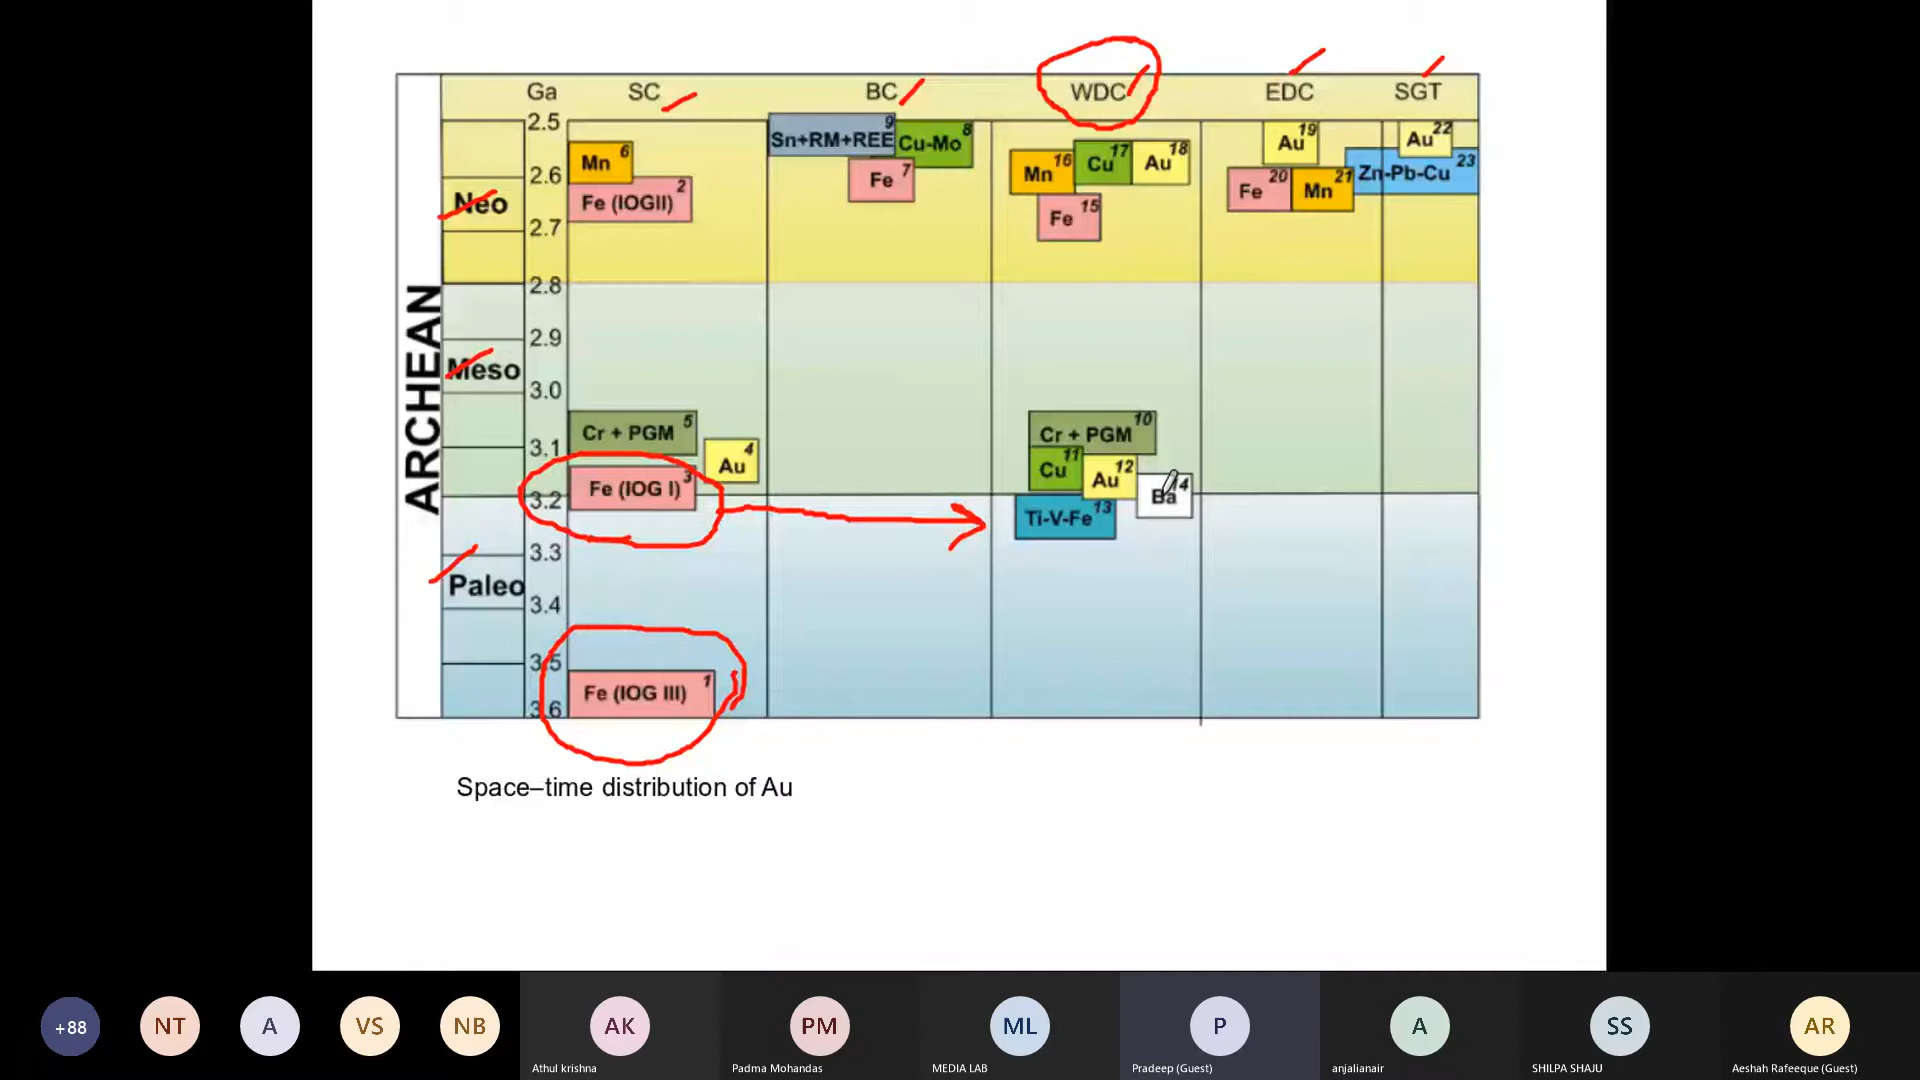 Ga SC BC WDC EDC SGT
ARCHEAN
Neo
Meso
Paleo
2.5
2.6
2.7
2.8
2.9
3.0
3.1
3.2
3.3
3.4
3.5
3.6
Mn 6
Fe (IOGII) 2
Cr + PGM 5
Au 4
Fe (IOG I) 3
Fe (IOG III) 1
Sn+RM+REE 9
Cu-Mo 8
Fe 7
Mn 16
Cu 17
Au 18
Fe 15
Cr + PGM 10
Cu 11
Au 12
Ba 14
Ti-V-Fe 13
Au 19
Fe 20
Mn 21
Au 22
Zn-Pb-Cu 23
Space–time distribution of Au
+88 NT A VS NB AK PM ML P A SS AR
Athul krishna Padma Mohandas MEDIA LAB Pradeep (Guest) anjalianair SHILPA SHAJU Aeshah Rafeeque (Guest)